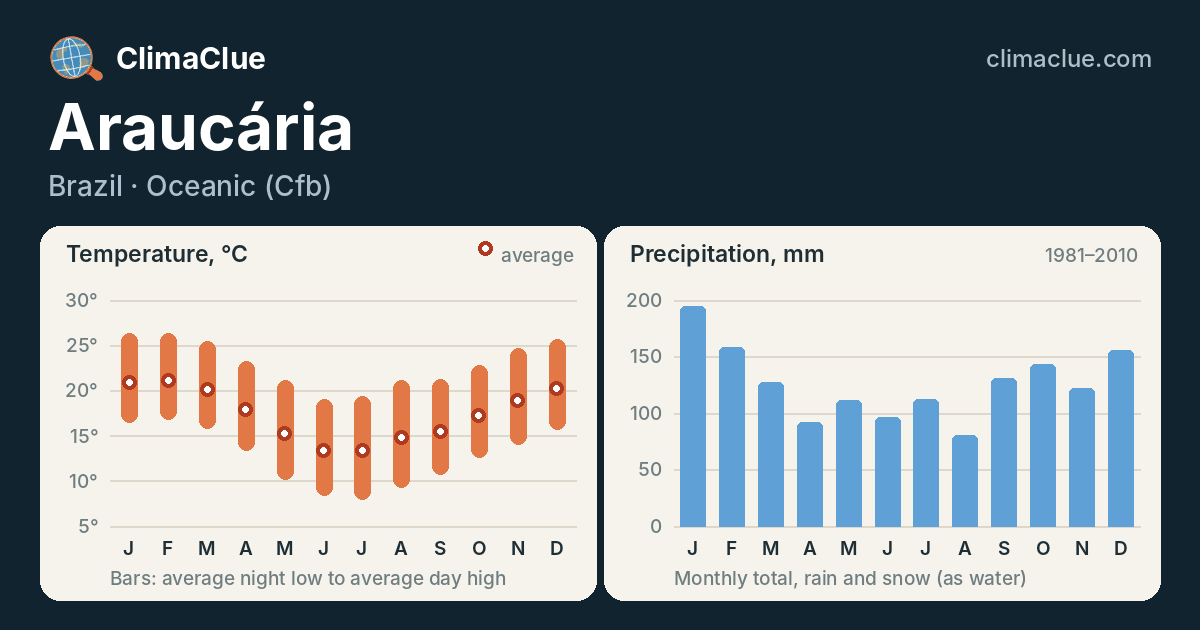 ClimaClue
climaclue.com
Araucária
Brazil · Oceanic (Cfb)
Temperature, °C
average
30°
25°
20°
15°
10°
5°
J F M A M J J A S O N D
Bars: average night low to average day high
Precipitation, mm
1981–2010
200
150
100
50
0
J F M A M J J A S O N D
Monthly total, rain and snow (as water)